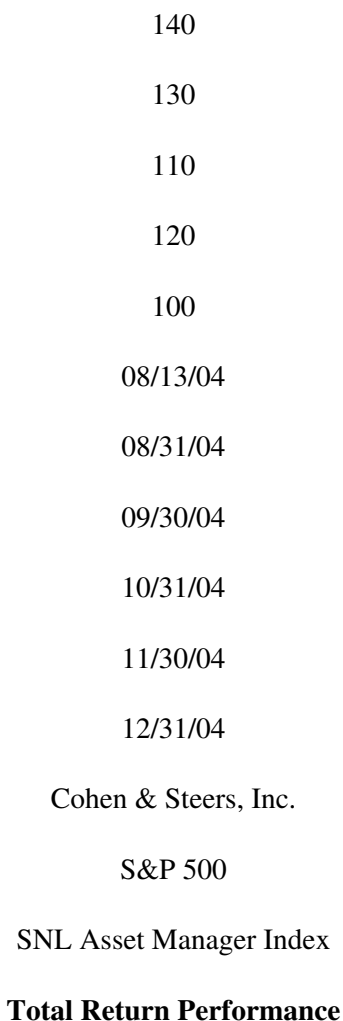 140
130
110
120
100
08/13/04
08/31/04
09/30/04
10/31/04
11/30/04
12/31/04
Cohen & Steers, Inc.
S&P 500
SNL Asset Manager Index
Total Return Performance